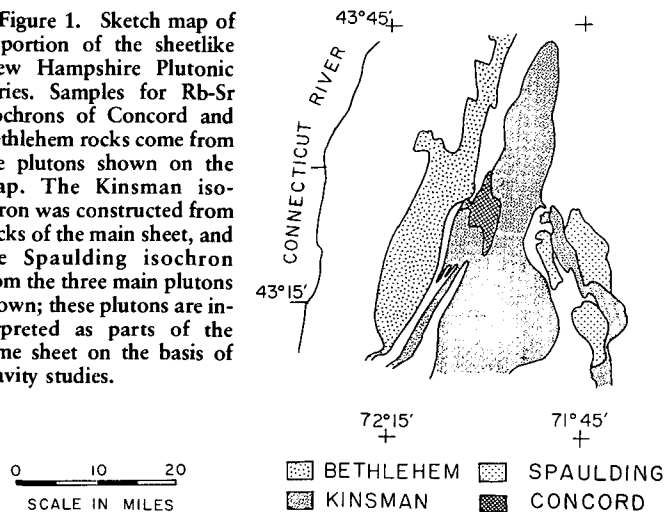 Figure 1. Sketch map of
portion of the sheetlike
ew Hampshire Plutonic
ries. Samples for Rb-Sr
ochrons of Concord and
thlehem rocks come from
e plutons shown on the
ap. The Kinsman iso-
ron was constructed from
cks of the main sheet, and
e Spaulding isochron
om the three main plutons
own; these plutons are in-
rpreted as parts of the
me sheet on the basis of
avity studies.
43°45'
CONNECTICUT RIVER
43°15'
72°15' 71°45'
0 10 20
SCALE IN MILES
BETHLEHEM SPAULDING
KINSMAN CONCORD